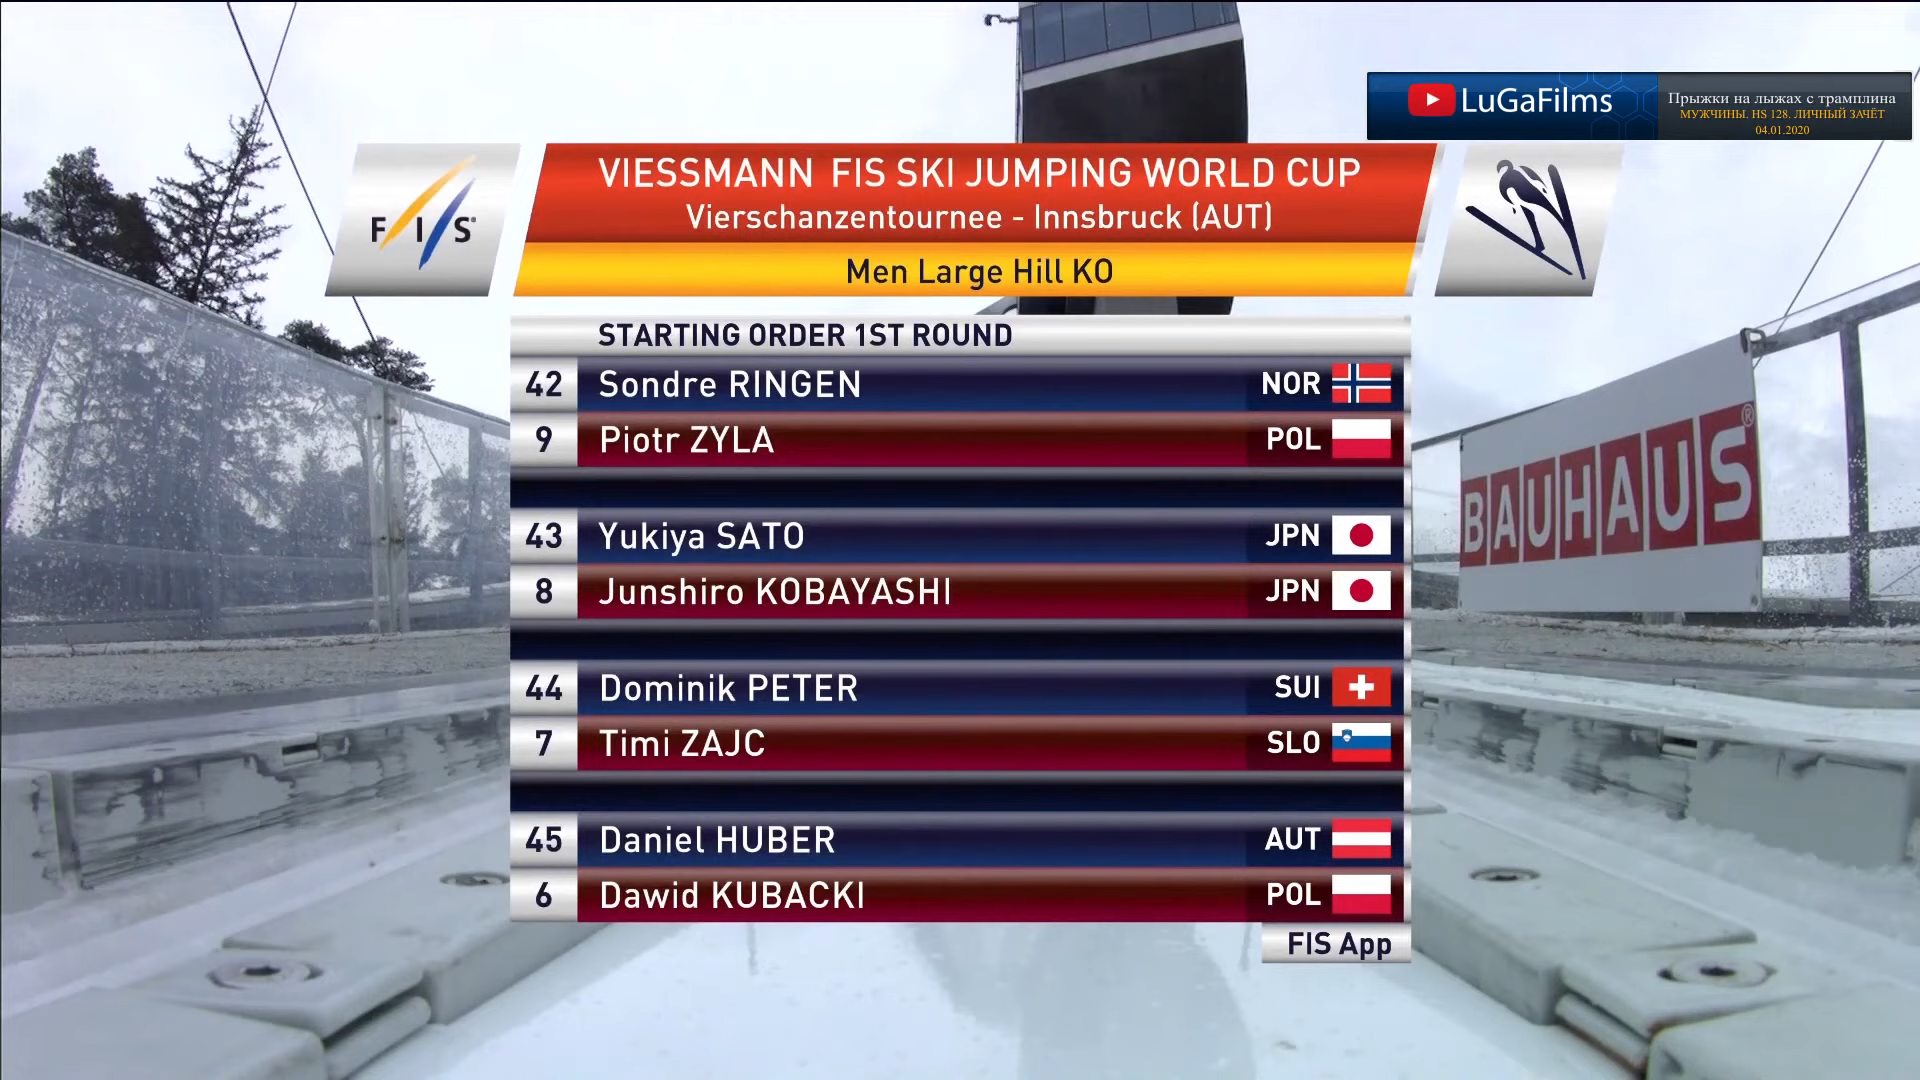 LuGaFilms
Прыжки на лыжах с трамплина
МУЖЧИНЫ. HS 128. ЛИЧНЫЙ ЗАЧЁТ
04.01.2020
FIS
VIESSMANN FIS SKI JUMPING WORLD CUP
Vierschanzentournee - Innsbruck (AUT)
Men Large Hill KO
STARTING ORDER 1ST ROUND
42 Sondre RINGEN NOR
9 Piotr ZYLA POL
43 Yukiya SATO JPN
8 Junshiro KOBAYASHI JPN
44 Dominik PETER SUI
7 Timi ZAJC SLO
45 Daniel HUBER AUT
6 Dawid KUBACKI POL
FIS App
BAUHAUS®